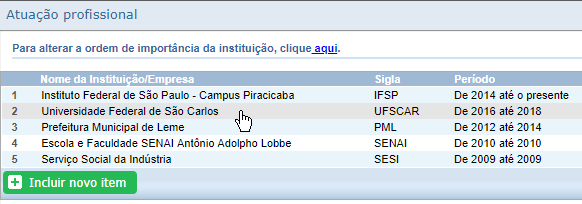 Atuação profissional
Para alterar a ordem de importância da instituição, clique aqui.
Nome da Instituição/Empresa Sigla Período
1 Instituto Federal de São Paulo - Campus Piracicaba IFSP De 2014 até o presente
2 Universidade Federal de São Carlos UFSCAR De 2016 até 2018
3 Prefeitura Municipal de Leme PML De 2012 até 2014
4 Escola e Faculdade SENAI Antônio Adolpho Lobbe SENAI De 2010 até 2010
5 Serviço Social da Indústria SESI De 2009 até 2009
Incluir novo item